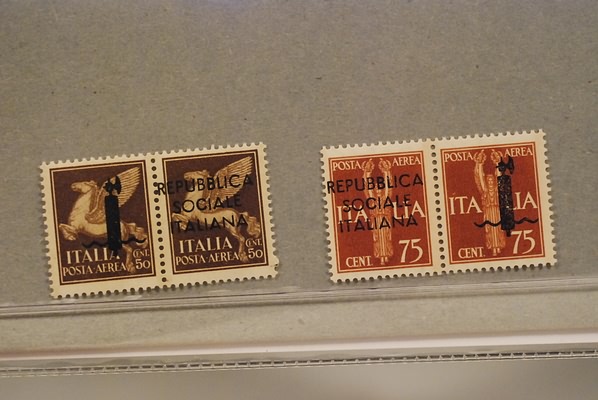 ITALIA
POSTA-AEREA
CENT.
50
REPUBBLICA
SOCIALE
ITALIANA
ITALIA
POSTA-AEREA
CENT.
50
POSTA AEREA
REPUBBLICA
SOCIALE
ITALIA
ITALIANA
CENT. 75
POSTA AEREA
ITALIA
CENT. 75